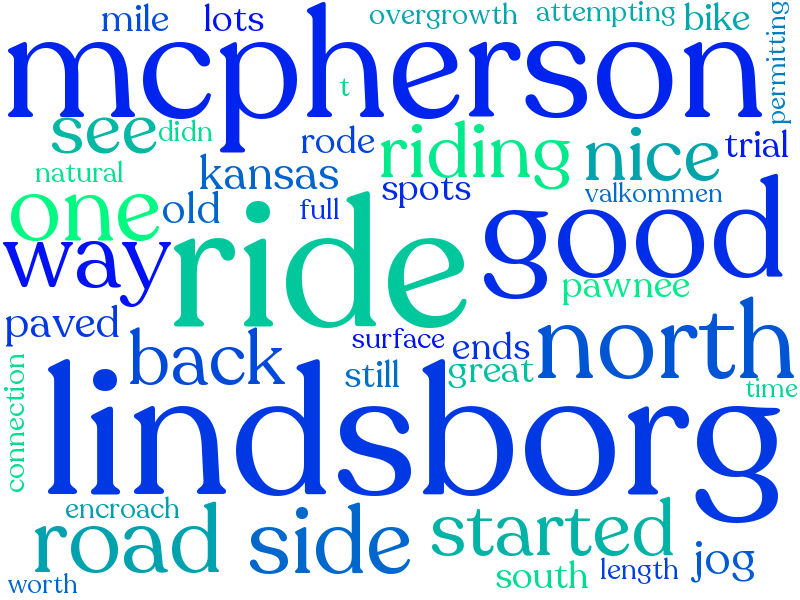 mile lots overgrowth attempting bike
permitting
mcpherson
t
see didn rode riding nice trial
natural kansas spots valkommen
one old full good
way ride pawnee
paved back surface ends north
connection still great time
lindsborg
encroach
road side started jog
worth south length